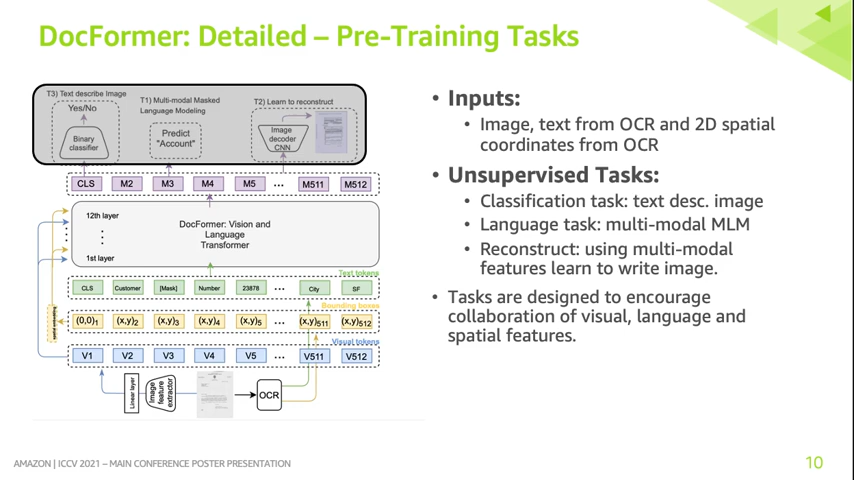 DocFormer: Detailed – Pre-Training Tasks
T3) Text describe Image
Yes/No
Binary
classifier
T1) Multi-modal Masked
Language Modeling
Predict
"Account"
T2) Learn to reconstruct
Image
decoder
CNN
CLS M2 M3 M4 M5 ... M511 M512
12th layer
1st layer
DocFormer: Vision and
Language
Transformer
Text tokens
CLS Customer [Mask] Number 23878 ... City SF
Bounding boxes
(0,0)1 (x,y)2 (x,y)3 (x,y)4 (x,y)5 ... (x,y)511 (x,y)512
Visual tokens
V1 V2 V3 V4 V5 ... V511 V512
Linear layer
Image
feature
extractor
OCR
• Inputs:
• Image, text from OCR and 2D spatial
coordinates from OCR
• Unsupervised Tasks:
• Classification task: text desc. image
• Language task: multi-modal MLM
• Reconstruct: using multi-modal
features learn to write image.
• Tasks are designed to encourage
collaboration of visual, language and
spatial features.
AMAZON | ICCV 2021 – MAIN CONFERENCE POSTER PRESENTATION
10